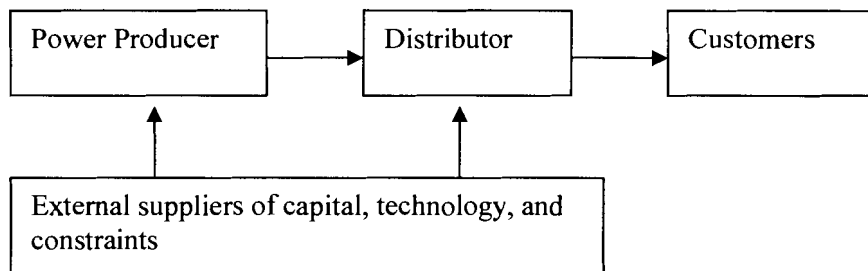 Power Producer
Distributor
Customers
External suppliers of capital, technology, and
constraints